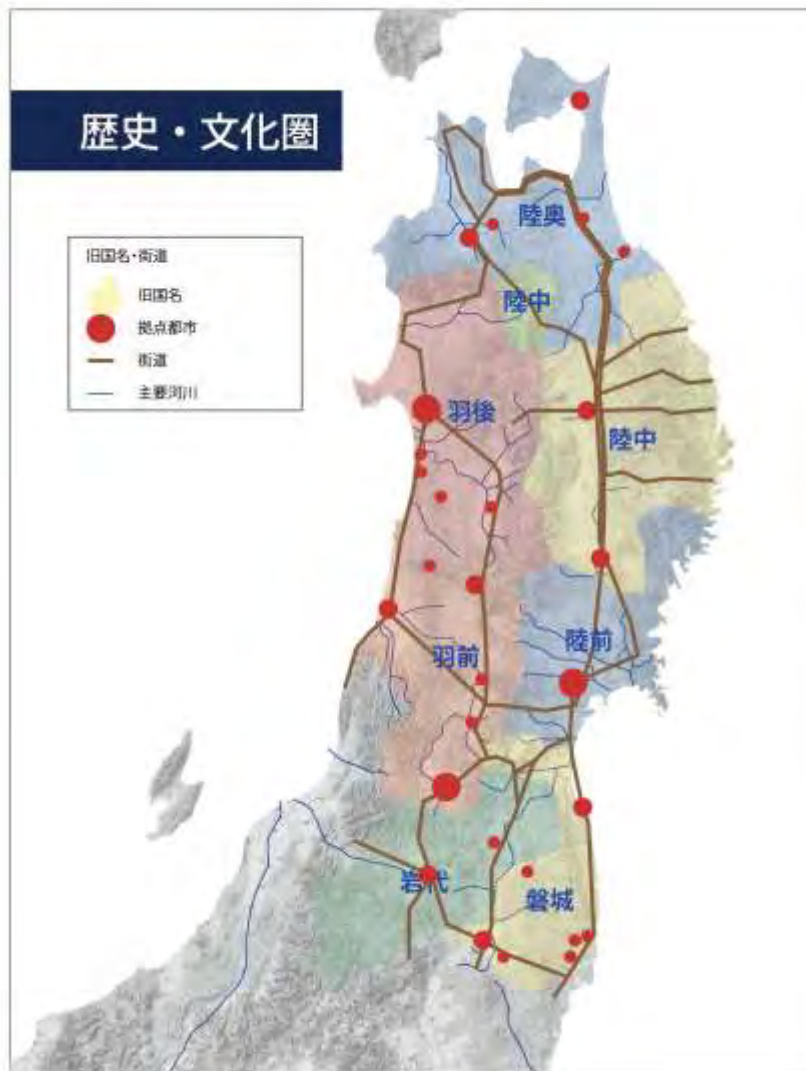 歴史・文化圏
旧国名・街道
旧国名
拠点都市
街道
主要河川
陸奥
陸中
羽後
陸中
羽前
陸前
岩代
磐城